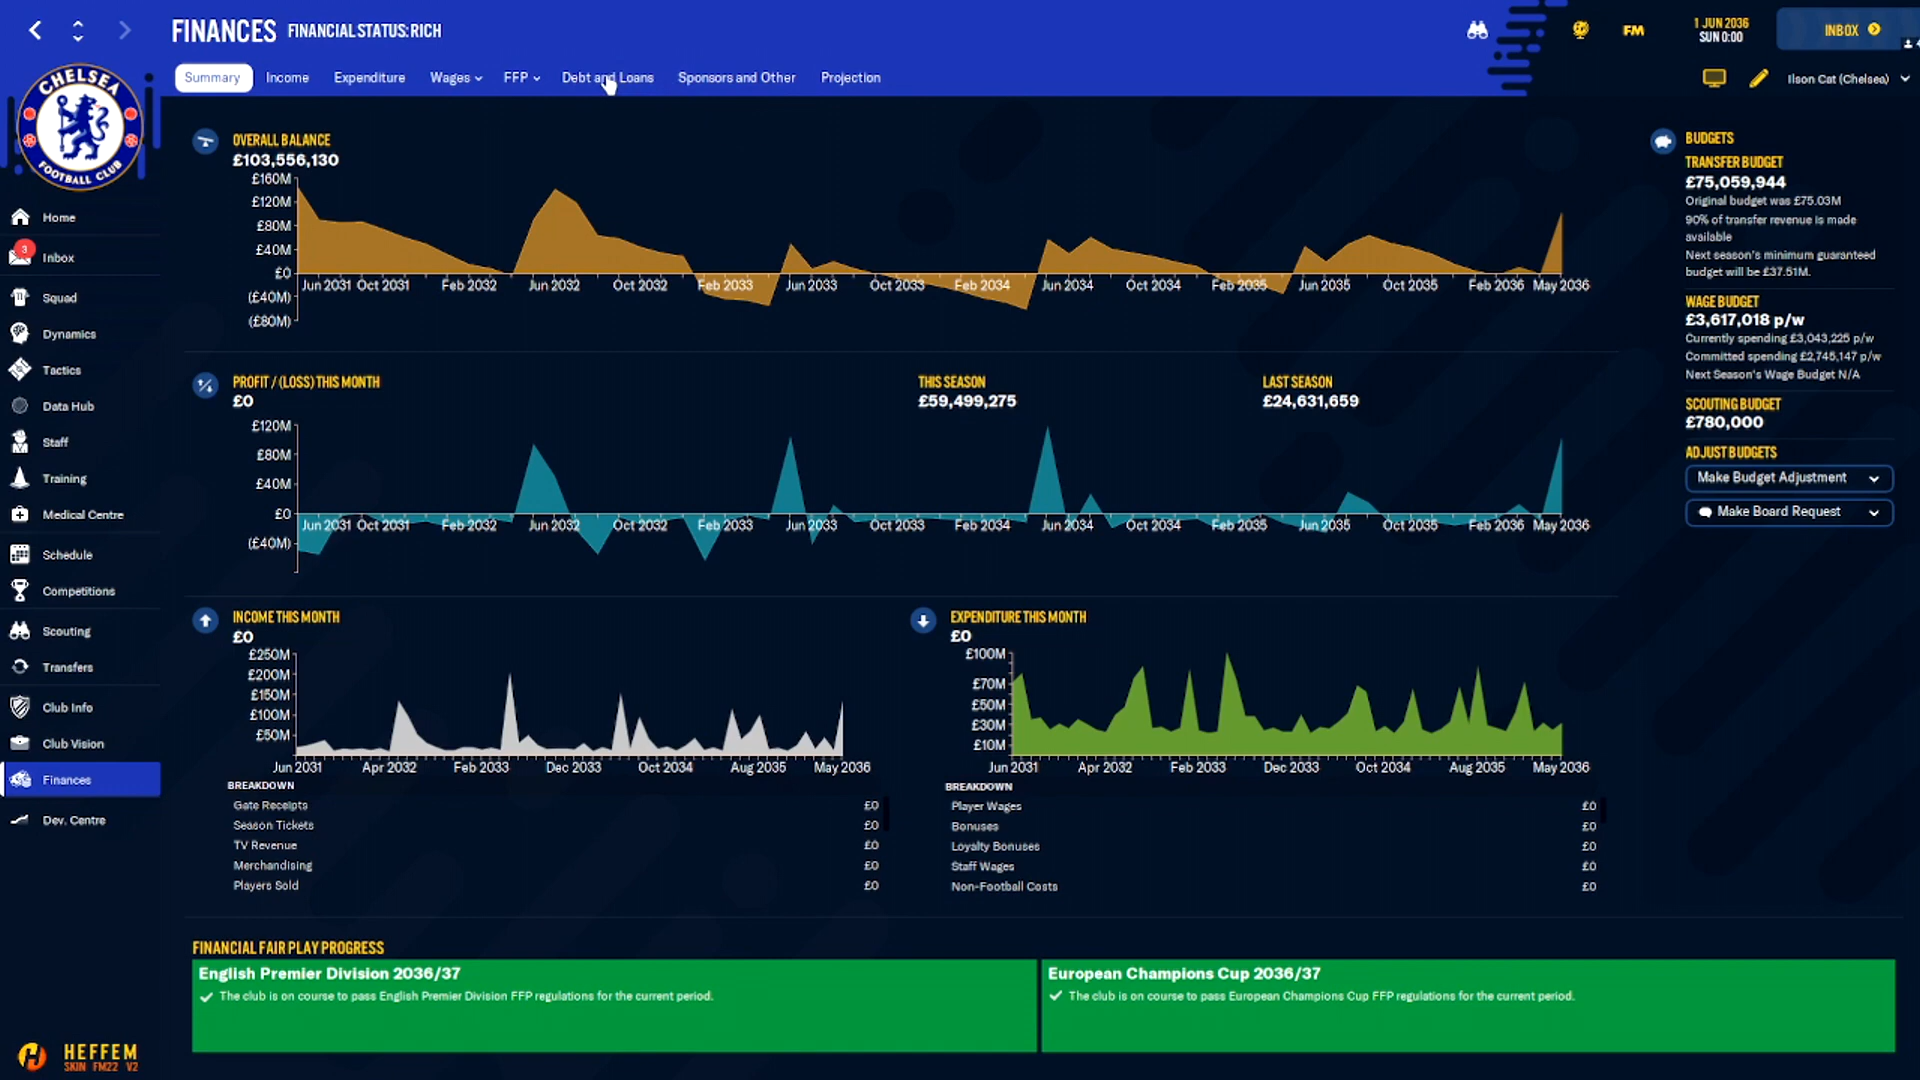 FINANCES FINANCIAL STATUS: RICH
FM
1 JUN 2036
SUN 0:00
INBOX
Summary Income Expenditure Wages FFP Debt and Loans Sponsors and Other Projection
Ilson Cat (Chelsea)
CHELSEA
FOOTBALL CLUB
Home
3
Inbox
Squad
Dynamics
Tactics
Data Hub
Staff
Training
Medical Centre
Schedule
Competitions
Scouting
Transfers
Club Info
Club Vision
Finances
Dev. Centre
HEFFEM
SKIN FM22 V2
OVERALL BALANCE
£103,556,130
£160M
£120M
£80M
£40M
£0
(£40M)
(£80M)
Jun 2031 Oct 2031 Feb 2032 Jun 2032 Oct 2032 Feb 2033 Jun 2033 Oct 2033 Feb 2034 Jun 2034 Oct 2034 Feb 2035 Jun 2035 Oct 2035 Feb 2036 May 2036
PROFIT / (LOSS) THIS MONTH
£0
THIS SEASON
£59,499,275
LAST SEASON
£24,631,659
£120M
£80M
£40M
£0
(£40M)
Jun 2031 Oct 2031 Feb 2032 Jun 2032 Oct 2032 Feb 2033 Jun 2033 Oct 2033 Feb 2034 Jun 2034 Oct 2034 Feb 2035 Jun 2035 Oct 2035 Feb 2036 May 2036
INCOME THIS MONTH
£0
£250M
£200M
£150M
£100M
£50M
Jun 2031 Apr 2032 Feb 2033 Dec 2033 Oct 2034 Aug 2035 May 2036
BREAKDOWN
Gate Receipts £0
Season Tickets £0
TV Revenue £0
Merchandising £0
Players Sold £0
EXPENDITURE THIS MONTH
£0
£100M
£70M
£50M
£30M
£10M
Jun 2031 Apr 2032 Feb 2033 Dec 2033 Oct 2034 Aug 2035 May 2036
BREAKDOWN
Player Wages £0
Bonuses £0
Loyalty Bonuses £0
Staff Wages £0
Non-Football Costs £0
BUDGETS
TRANSFER BUDGET
£75,059,944
Original budget was £75.03M
90% of transfer revenue is made
available
Next season's minimum guaranteed
budget will be £37.51M.
WAGE BUDGET
£3,617,018 p/w
Currently spending £3,043,225 p/w
Committed spending £2,745,147 p/w
Next Season's Wage Budget N/A
SCOUTING BUDGET
£780,000
ADJUST BUDGETS
Make Budget Adjustment
Make Board Request
FINANCIAL FAIR PLAY PROGRESS
English Premier Division 2036/37
The club is on course to pass English Premier Division FFP regulations for the current period.
European Champions Cup 2036/37
The club is on course to pass European Champions Cup FFP regulations for the current period.